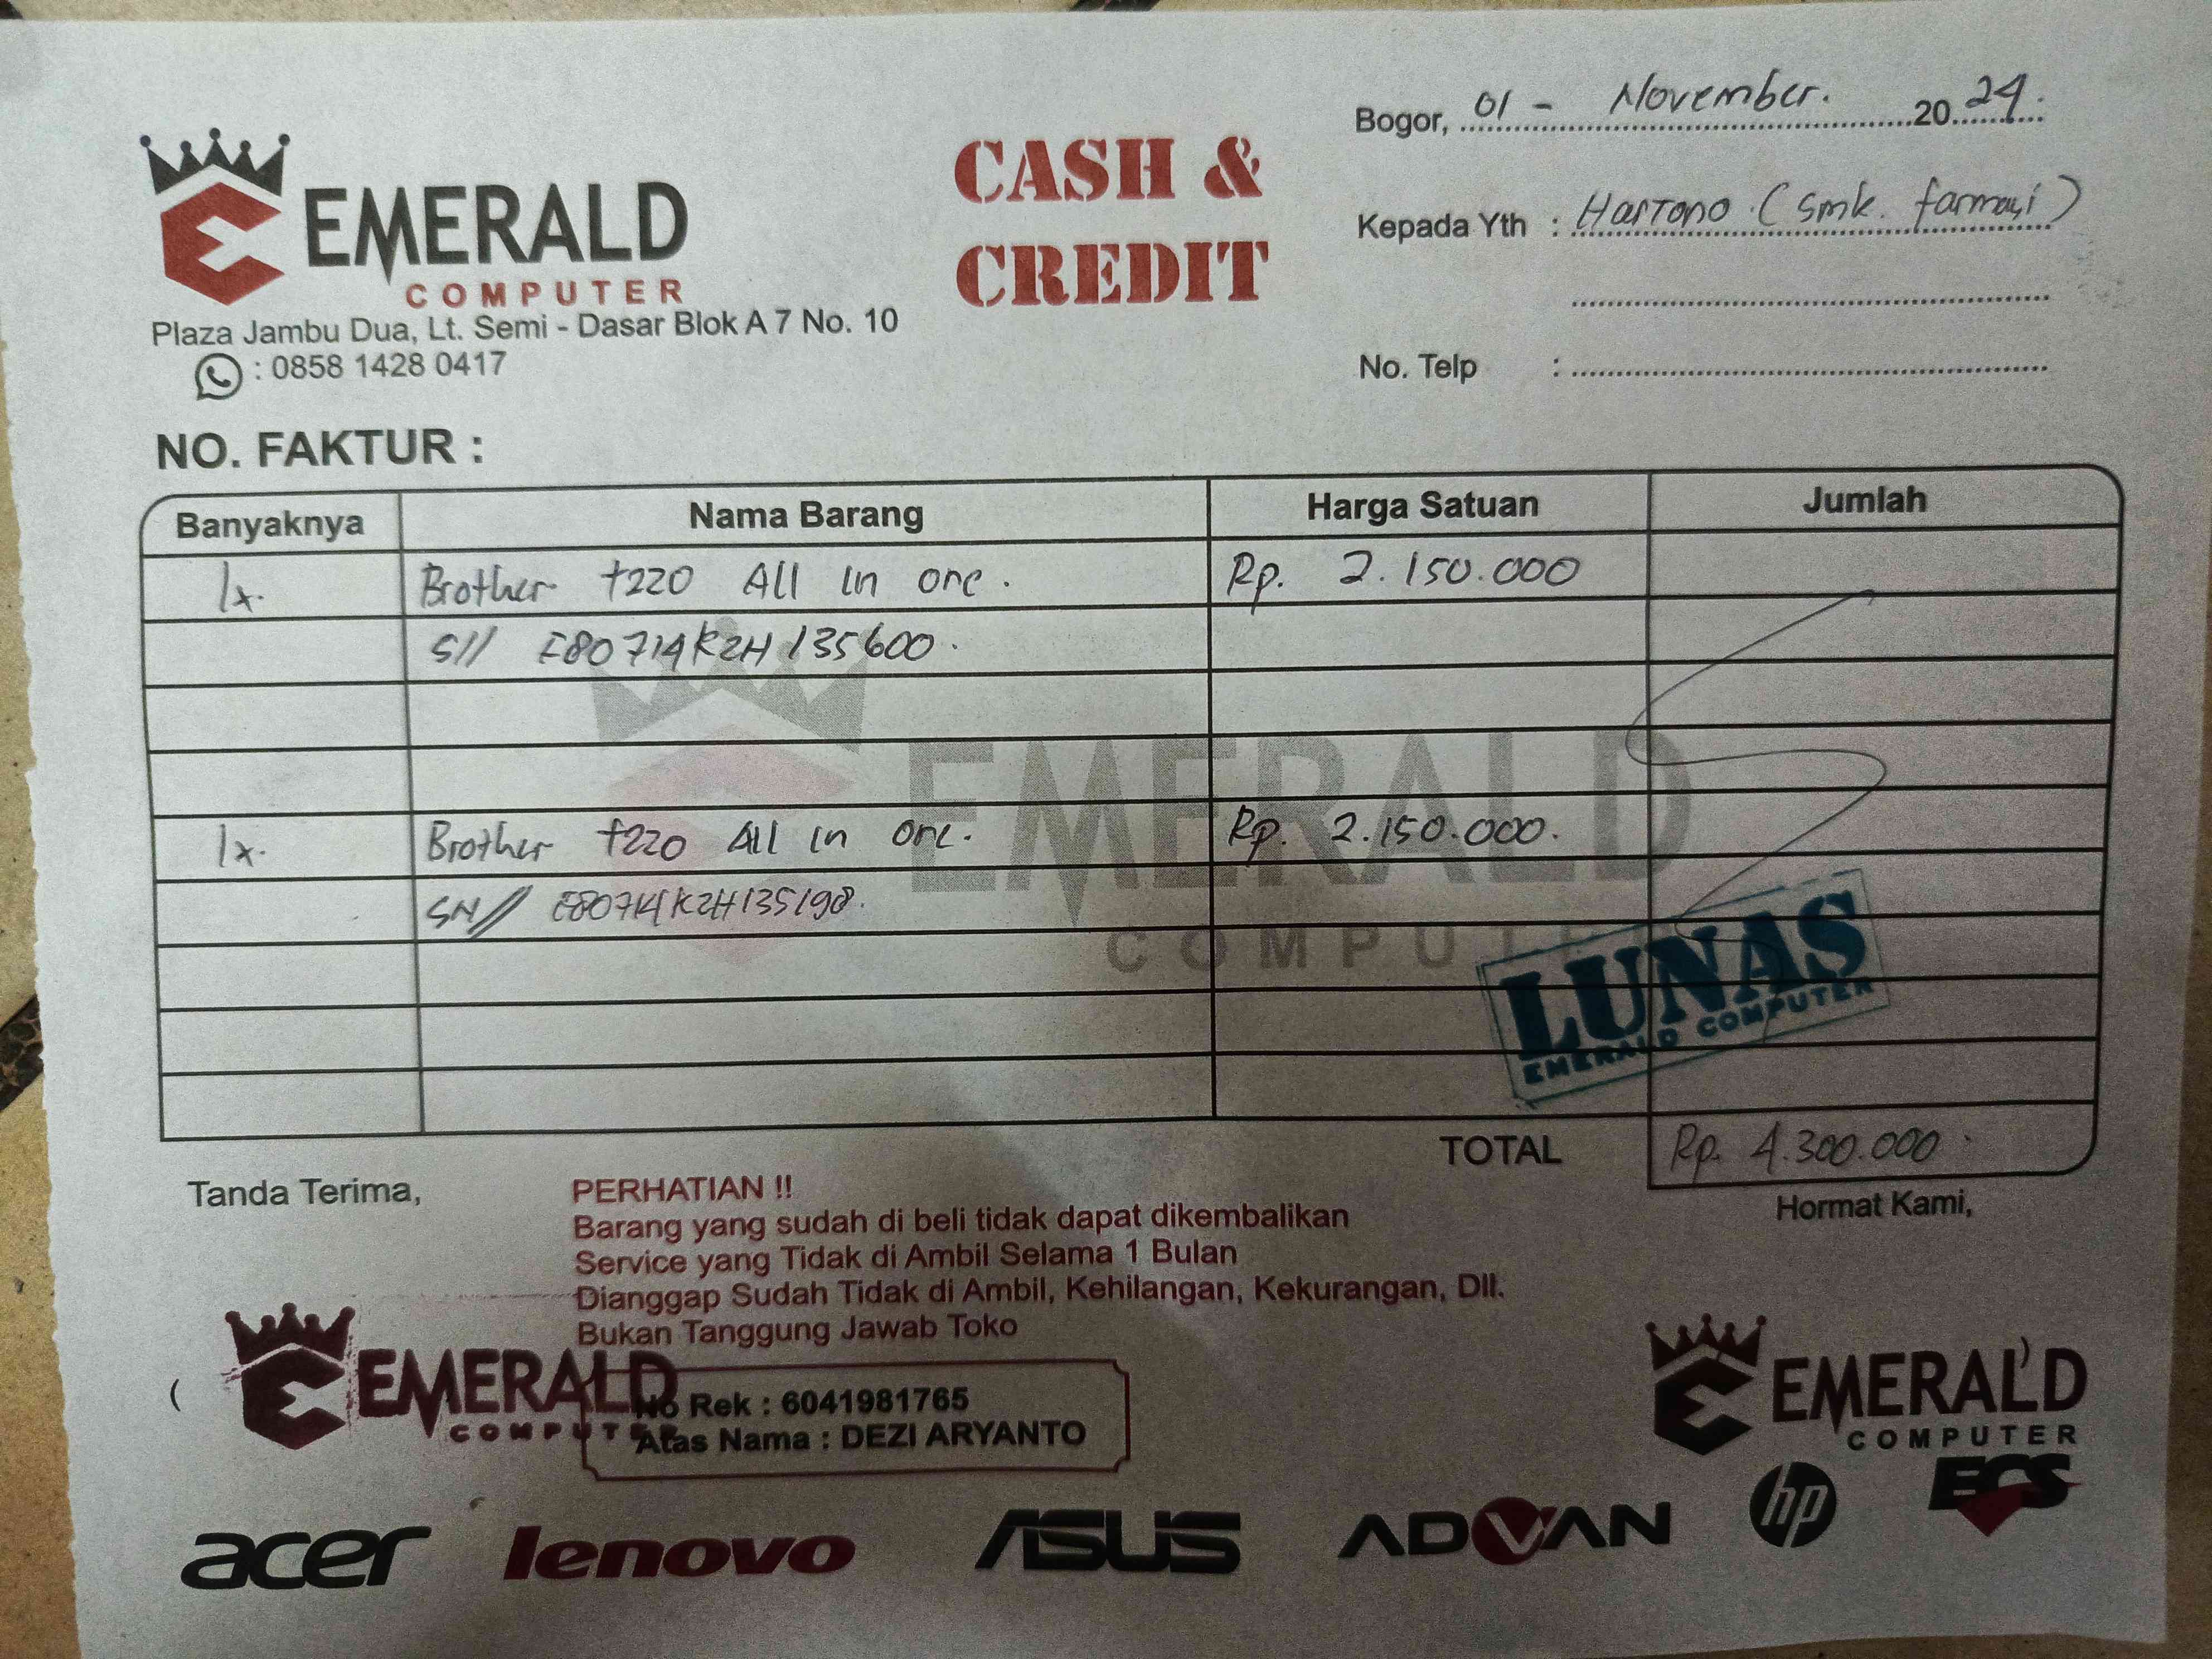 EMERALD
COMPUTER
Plaza Jambu Dua, Lt. Semi - Dasar Blok A 7 No. 10
: 0858 1428 0417
CASH &
CREDIT
Bogor, 01 - November. 2024.
Kepada Yth : Hartono (smk. farmasi)
No. Telp :
NO. FAKTUR :
Banyaknya Nama Barang Harga Satuan Jumlah
1x. Brother t220 All in one. Rp. 2.150.000
S// E80714K2H135600.
1x. Brother t220 All in one. Rp. 2.150.000.
SN// E80714K2H135198.
EMERALD
COMPUTER
LUNAS
EMERALD COMPUTER
TOTAL Rp. 4.300.000.
Tanda Terima,
PERHATIAN !!
Barang yang sudah di beli tidak dapat dikembalikan
Service yang Tidak di Ambil Selama 1 Bulan
Dianggap Sudah Tidak di Ambil, Kehilangan, Kekurangan, Dll.
Bukan Tanggung Jawab Toko
Hormat Kami,
EMERALD
COMPUTER
No Rek : 6041981765
Atas Nama : DEZI ARYANTO
EMERALD
COMPUTER
acer lenovo ASUS ADVAN hp ECS